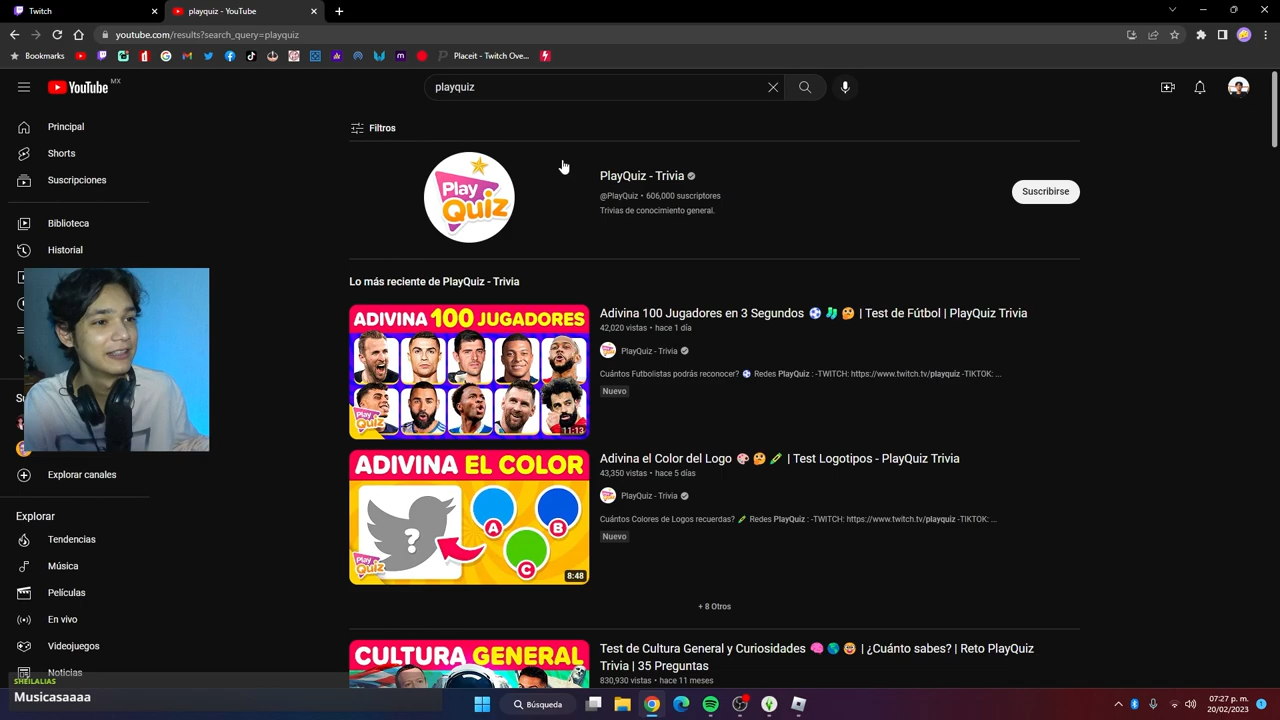 Twitch
playquiz - YouTube
youtube.com/results?search_query=playquiz
Bookmarks
Placeit - Twitch Ove...
YouTube MX
playquiz
Principal
Shorts
Suscripciones
Biblioteca
Historial
Explorar canales
Explorar
Tendencias
Música
Películas
En vivo
Videojuegos
Noticias
SHEILALIAS
Musicasaaaa
Filtros
Play
Quiz
PlayQuiz - Trivia
@PlayQuiz • 606,000 suscriptores
Trivias de conocimiento general.
Suscribirse
Lo más reciente de PlayQuiz - Trivia
ADIVINA 100 JUGADORES
Play
Quiz
11:13
Adivina 100 Jugadores en 3 Segundos ⚽ 🧦 🤔 | Test de Fútbol | PlayQuiz Trivia
42,020 vistas • hace 1 día
PlayQuiz - Trivia
Cuántos Futbolistas podrás reconocer? ⚽ Redes PlayQuiz : -TWITCH: https://www.twitch.tv/playquiz -TIKTOK: ...
Nuevo
ADIVINA EL COLOR
?
A
B
C
Play
Quiz
8:48
Adivina el Color del Logo 🎨 🤔 🖍 | Test Logotipos - PlayQuiz Trivia
43,350 vistas • hace 5 días
PlayQuiz - Trivia
Cuántos Colores de Logos recuerdas? 🖍 Redes PlayQuiz : -TWITCH: https://www.twitch.tv/playquiz -TIKTOK: ...
Nuevo
+ 8 Otros
CULTURA GENERAL
Test de Cultura General y Curiosidades 🧠 🌎 🤓 | ¿Cuánto sabes? | Reto PlayQuiz
Trivia | 35 Preguntas
830,930 vistas • hace 11 meses
Búsqueda
07:27 p. m.
20/02/2023